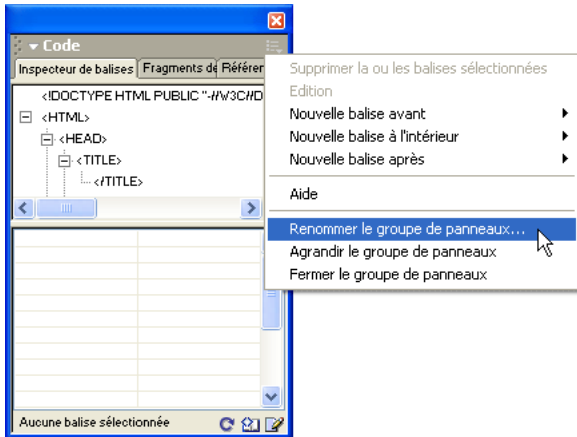 Code
Inspecteur de balises Fragments de Référer
<!DOCTYPE HTML PUBLIC "-//W3C//D
<HTML>
<HEAD>
<TITLE>
</TITLE>
Aucune balise sélectionnée
Supprimer la ou les balises sélectionnées
Edition
Nouvelle balise avant
Nouvelle balise à l'intérieur
Nouvelle balise après
Aide
Renommer le groupe de panneaux...
Agrandir le groupe de panneaux
Fermer le groupe de panneaux